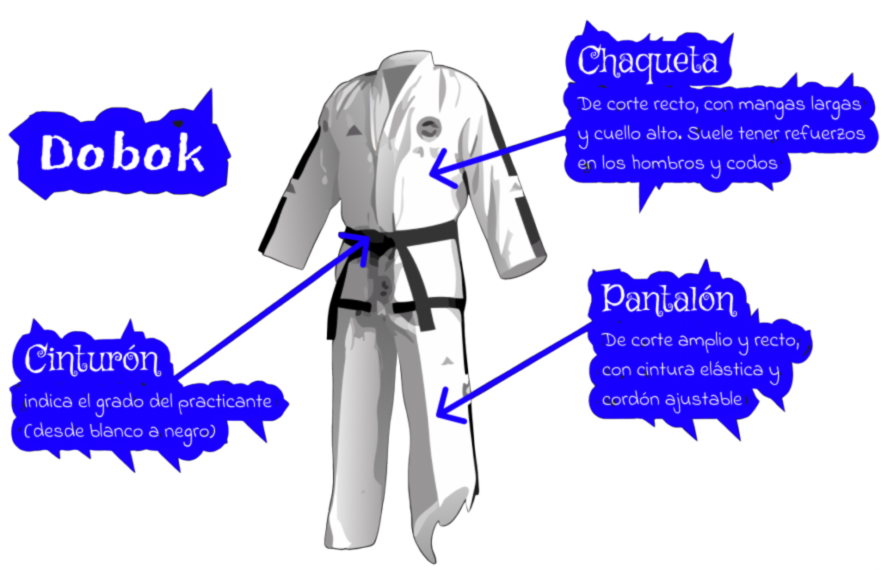 Dobok
Chaqueta
De corte recto, con mangas largas
y cuello alto. Suele tener refuerzos
en los hombros y codos
Cinturón
indica el grado del practicante
(desde blanco a negro)
Pantalón
De corte amplio y recto,
con cintura elástica y
cordón ajustable